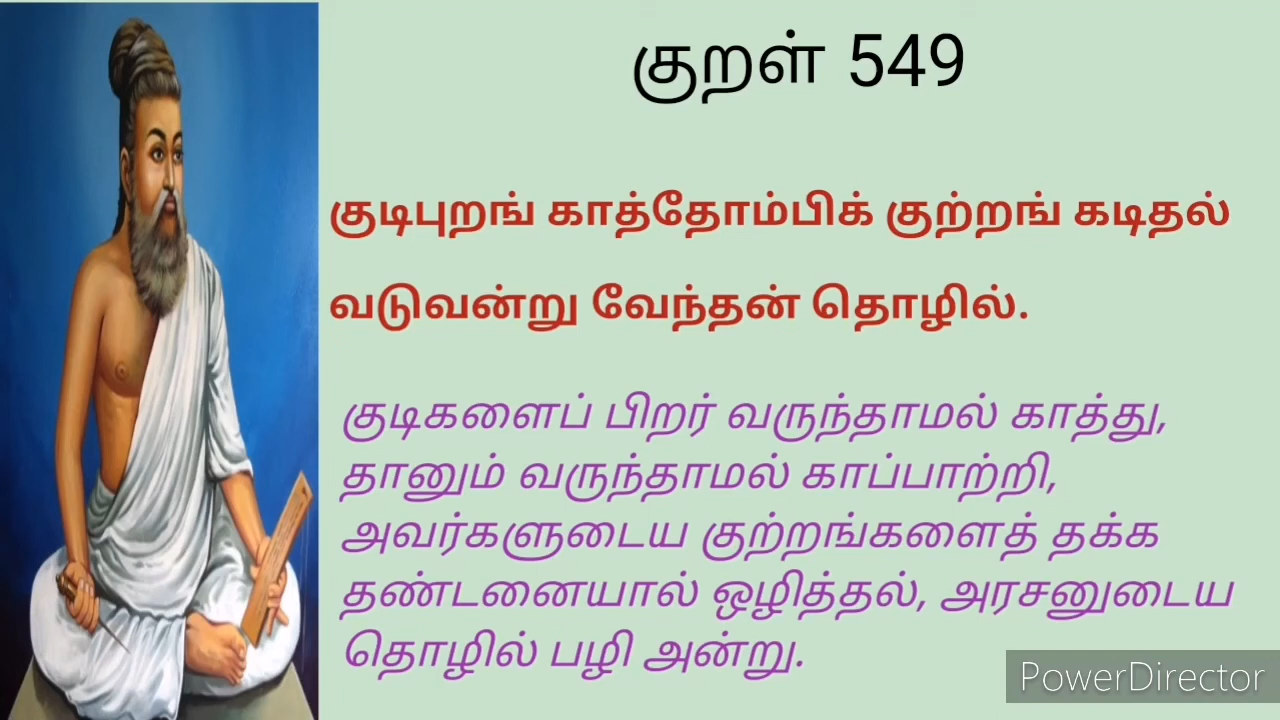 குறள் 549
குடிபுறங் காத்தோம்பிக் குற்றங் கடிதல்
வடுவன்று வேந்தன் தொழில்.
குடிகளைப் பிறர் வருந்தாமல் காத்து,
தானும் வருந்தாமல் காப்பாற்றி,
அவர்களுடைய குற்றங்களைத் தக்க
தண்டனையால் ஒழித்தல், அரசனுடைய
தொழில் பழி அன்று.
PowerDirector